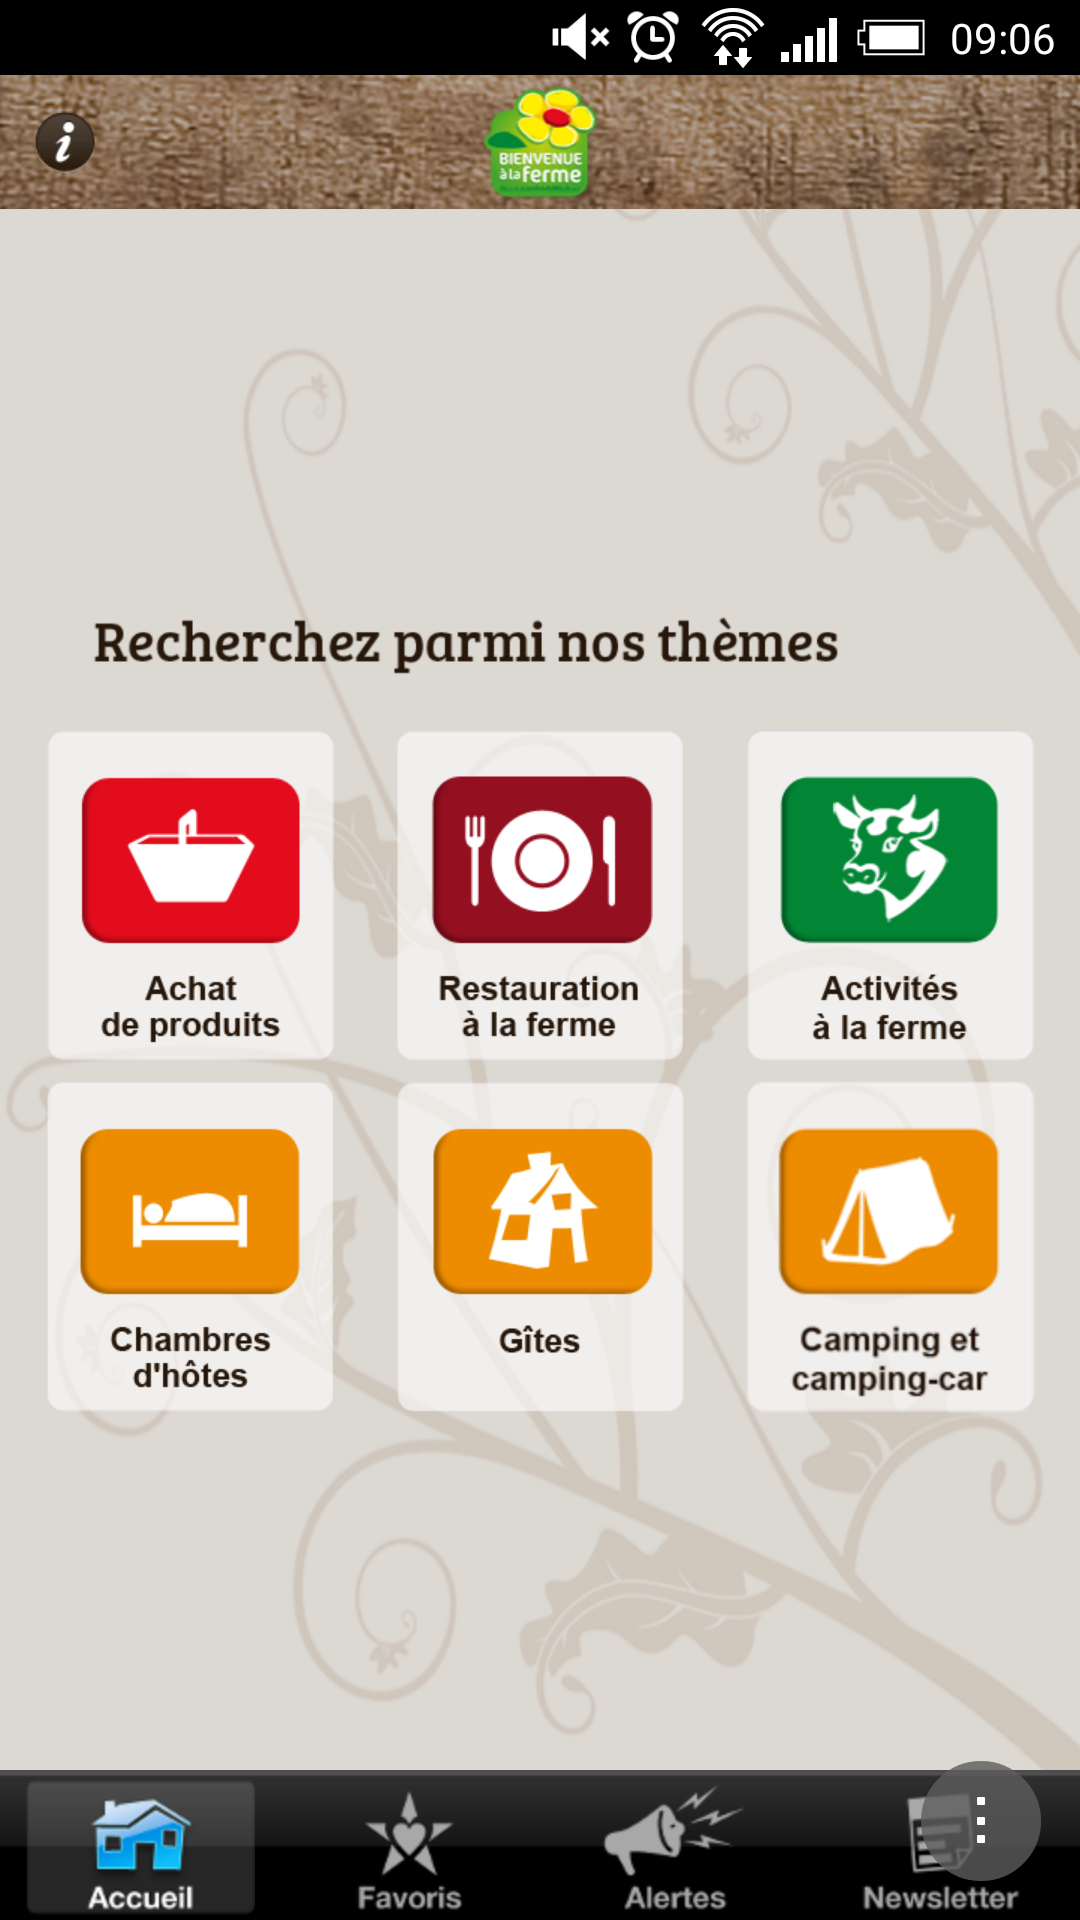 09:06
i
BIENVENUE
à la ferme
Recherchez parmi nos thèmes
Achat
de produits
Restauration
à la ferme
Activités
à la ferme
Chambres
d'hôtes
Gîtes
Camping et
camping-car
Accueil
Favoris
Alertes
Newsletter